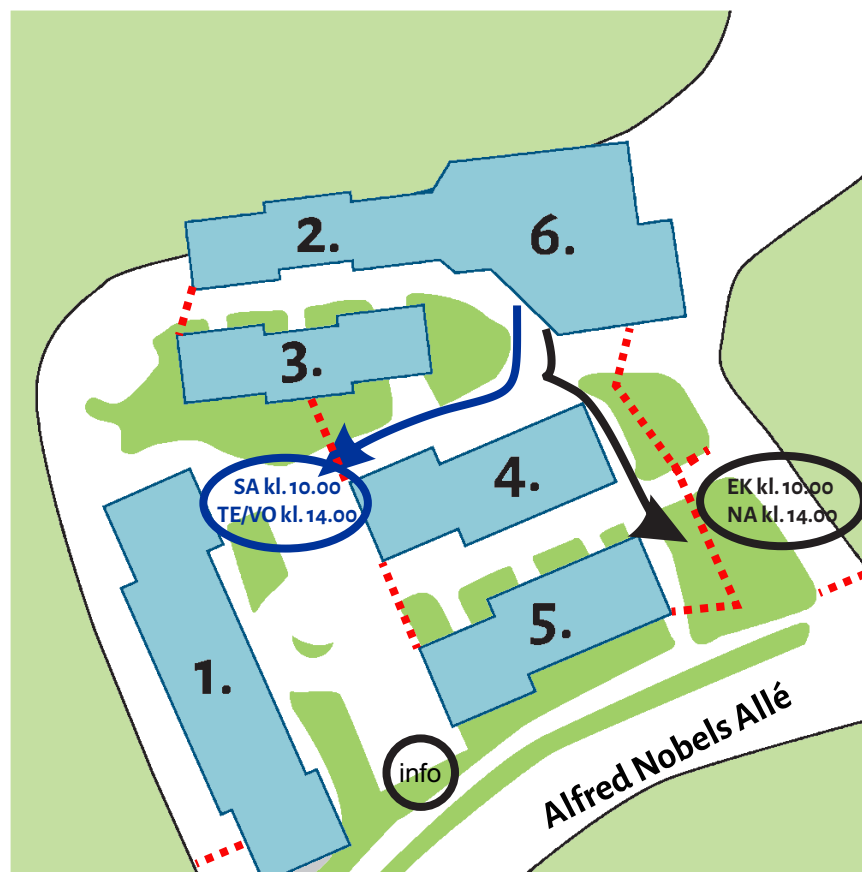 2.
6.
3.
4.
SA kl.10.00
TE/VO kl.14.00
EK kl.10.00
NA kl.14.00
5.
1.
info
Alfred Nobels Allé